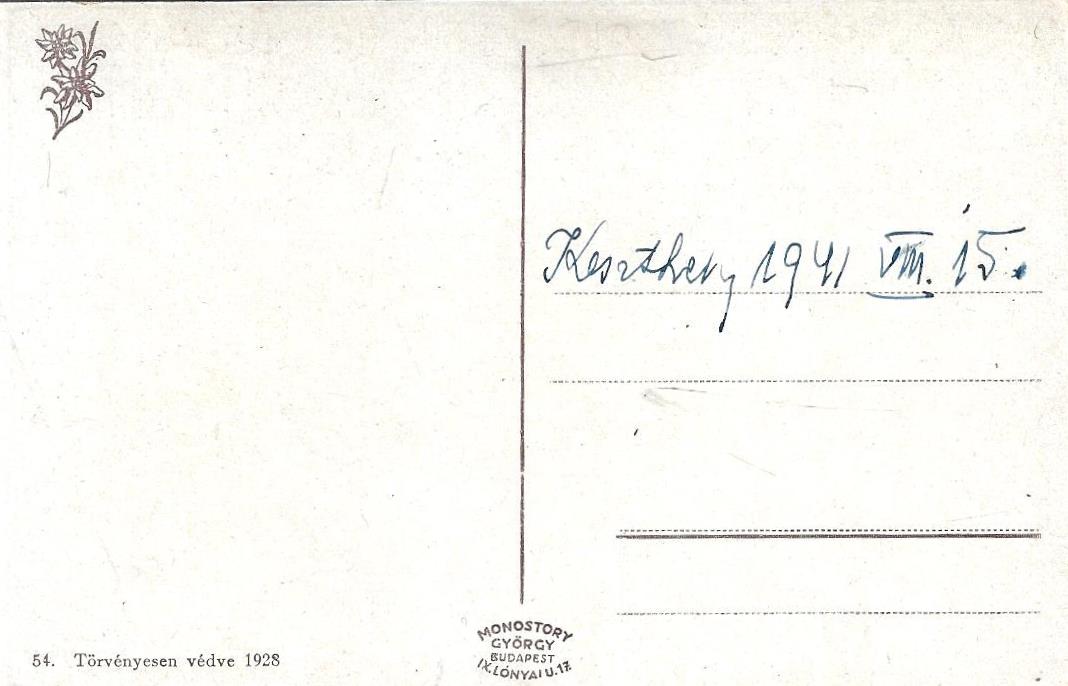 Keszthely 1941 VIII. 15.
54. Törvényesen védve 1928
MONOSTORY
GYÖRGY
BUDAPEST
IX. LÓNYAI U. 17.